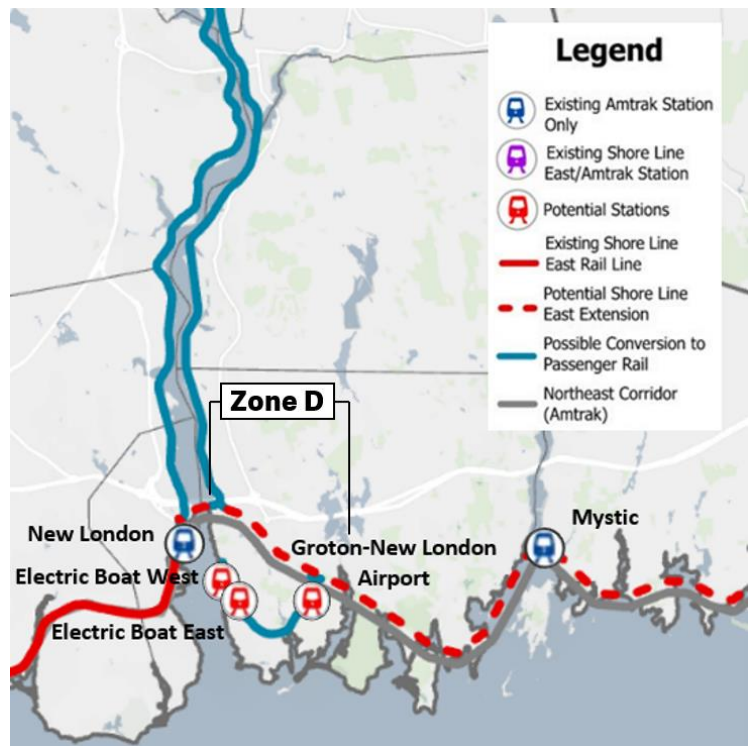 Legend
Existing Amtrak Station
Only
Existing Shore Line
East/Amtrak Station
Potential Stations
Existing Shore Line
East Rail Line
Potential Shore Line
East Extension
Possible Conversion to
Passenger Rail
Northeast Corridor
(Amtrak)
Zone D
Mystic
New London
Groton-New London
Airport
Electric Boat West
Electric Boat East